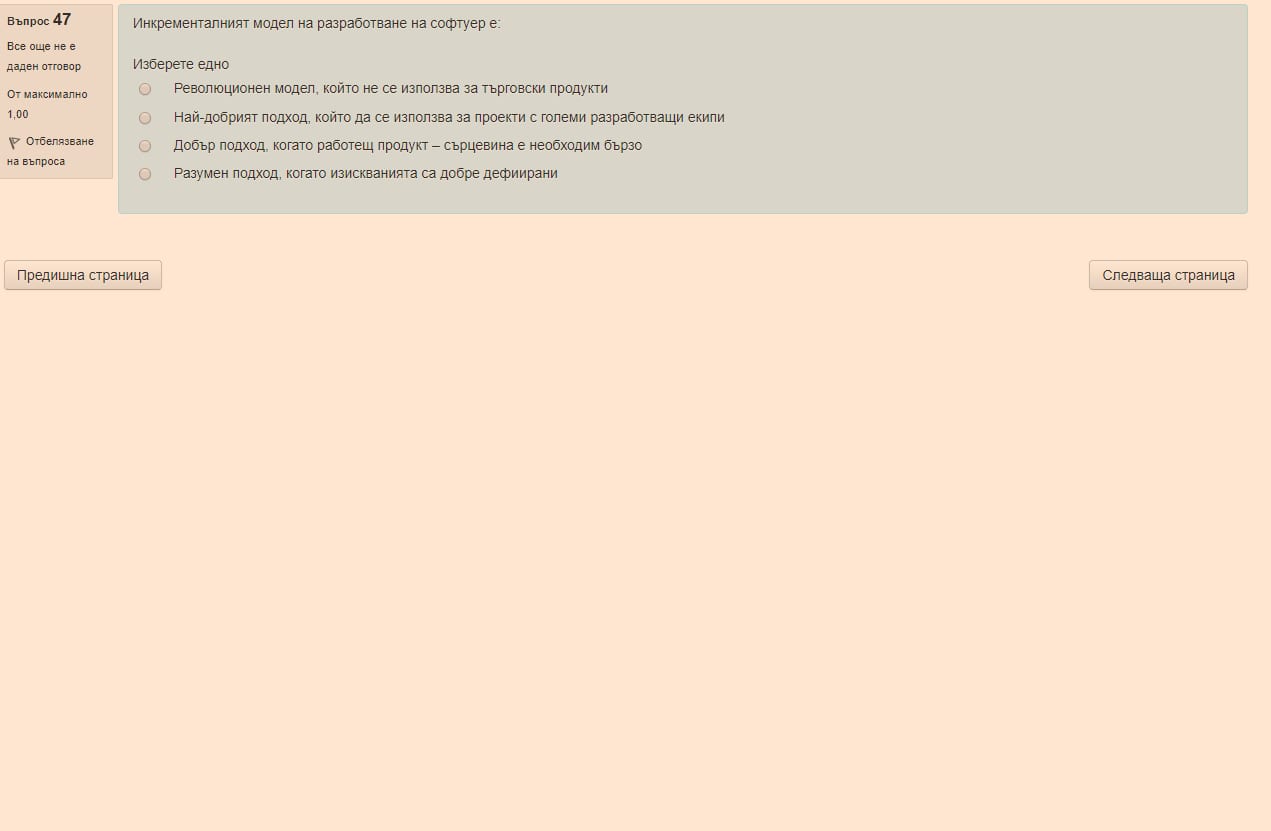 Въпрос 47
Все още не е
даден отговор
От максимално
1,00
Отбелязване
на въпроса
Инкременталният модел на разработване на софтуер е:
Изберете едно
Революционен модел, който не се използва за търговски продукти
Най-добрият подход, който да се използва за проекти с големи разработващи екипи
Добър подход, когато работещ продукт – сърцевина е необходим бързо
Разумен подход, когато изискванията са добре дефиирани
Предишна страница
Следваща страница